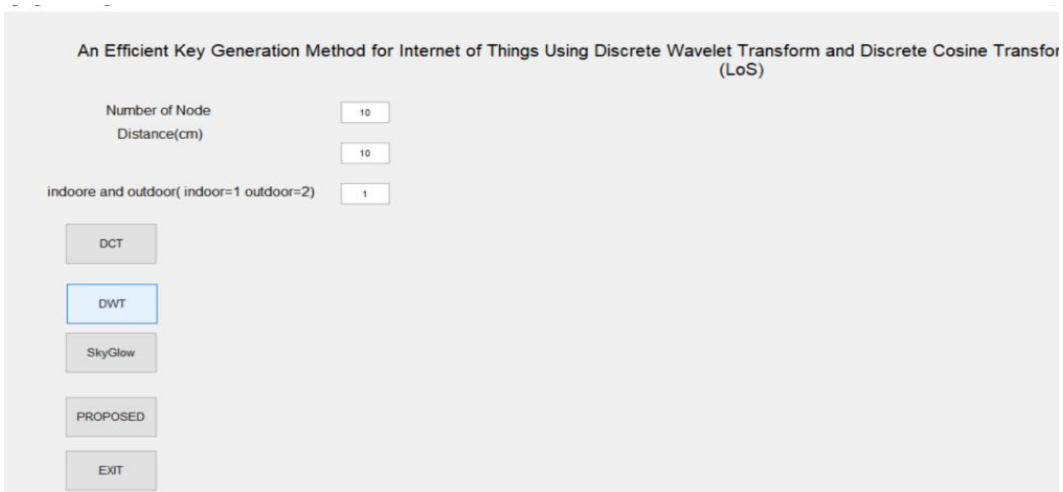 An Efficient Key Generation Method for Internet of Things Using Discrete Wavelet Transform and Discrete Cosine Transfor
(LoS)
Number of Node 10
Distance(cm)
10
indoore and outdoor( indoor=1 outdoor=2) 1
DCT
DWT
SkyGlow
PROPOSED
EXIT